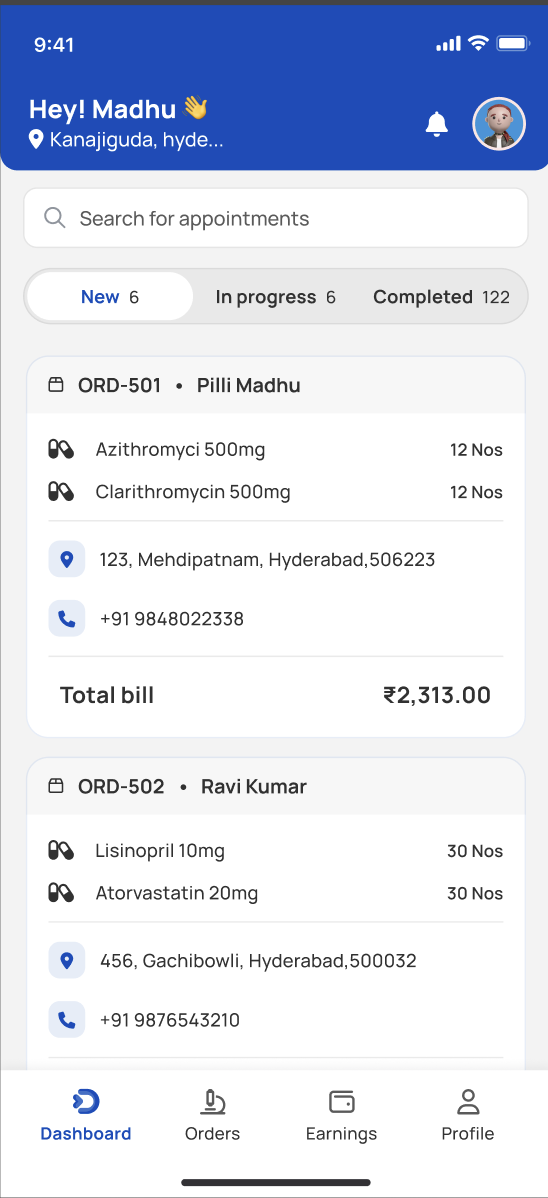 9:41
Hey! Madhu 👋
Kanajiguda, hyde...
Search for appointments
New 6 In progress 6 Completed 122
ORD-501 • Pilli Madhu
Azithromyci 500mg 12 Nos
Clarithromycin 500mg 12 Nos
123, Mehdipatnam, Hyderabad,506223
+91 9848022338
Total bill ₹2,313.00
ORD-502 • Ravi Kumar
Lisinopril 10mg 30 Nos
Atorvastatin 20mg 30 Nos
456, Gachibowli, Hyderabad,500032
+91 9876543210
Dashboard Orders Earnings Profile